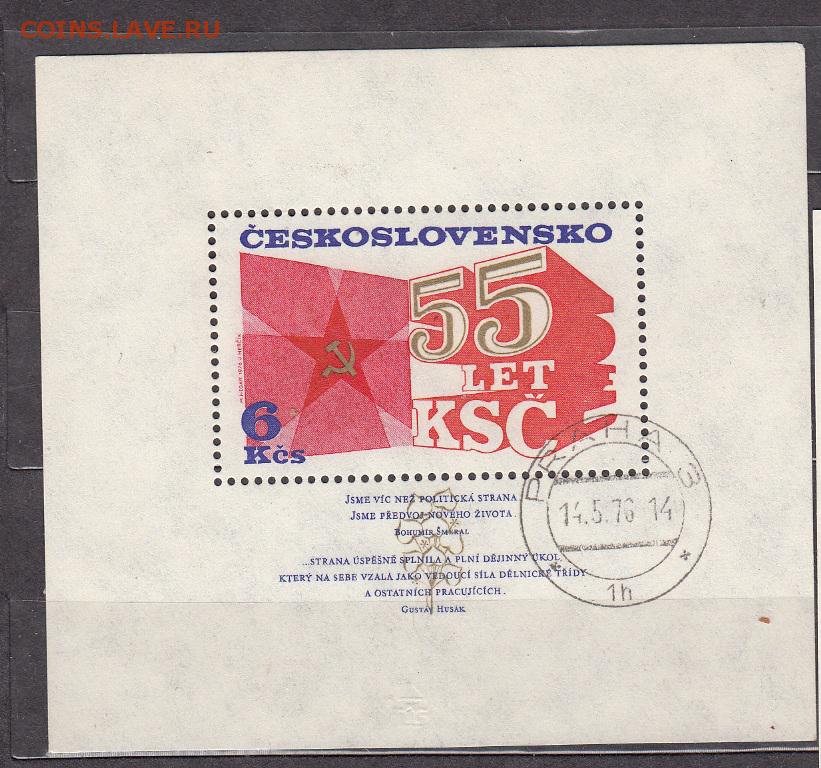 COINS.LAVE.RU
ČESKOSLOVENSKO
55
LET
KSČ
6
Kčs
JSME VÍC NEŽ POLITICKÁ STRANA
JSME PŘEDVOJ NOVÉHO ŽIVOTA.
BOHUMÍR ŠMERAL
...STRANA ÚSPĚŠNĚ SPLNILA A PLNÍ DĚJINNÝ ÚKOL,
KTERÝ NA SEBE VZALA JAKO VEDOUCÍ SÍLA DĚLNICKÉ TŘÍDY
A OSTATNÍCH PRACUJÍCÍCH.
GUSTÁV HUSÁK
PRAHA 3
14.5.76 14
* 1h *